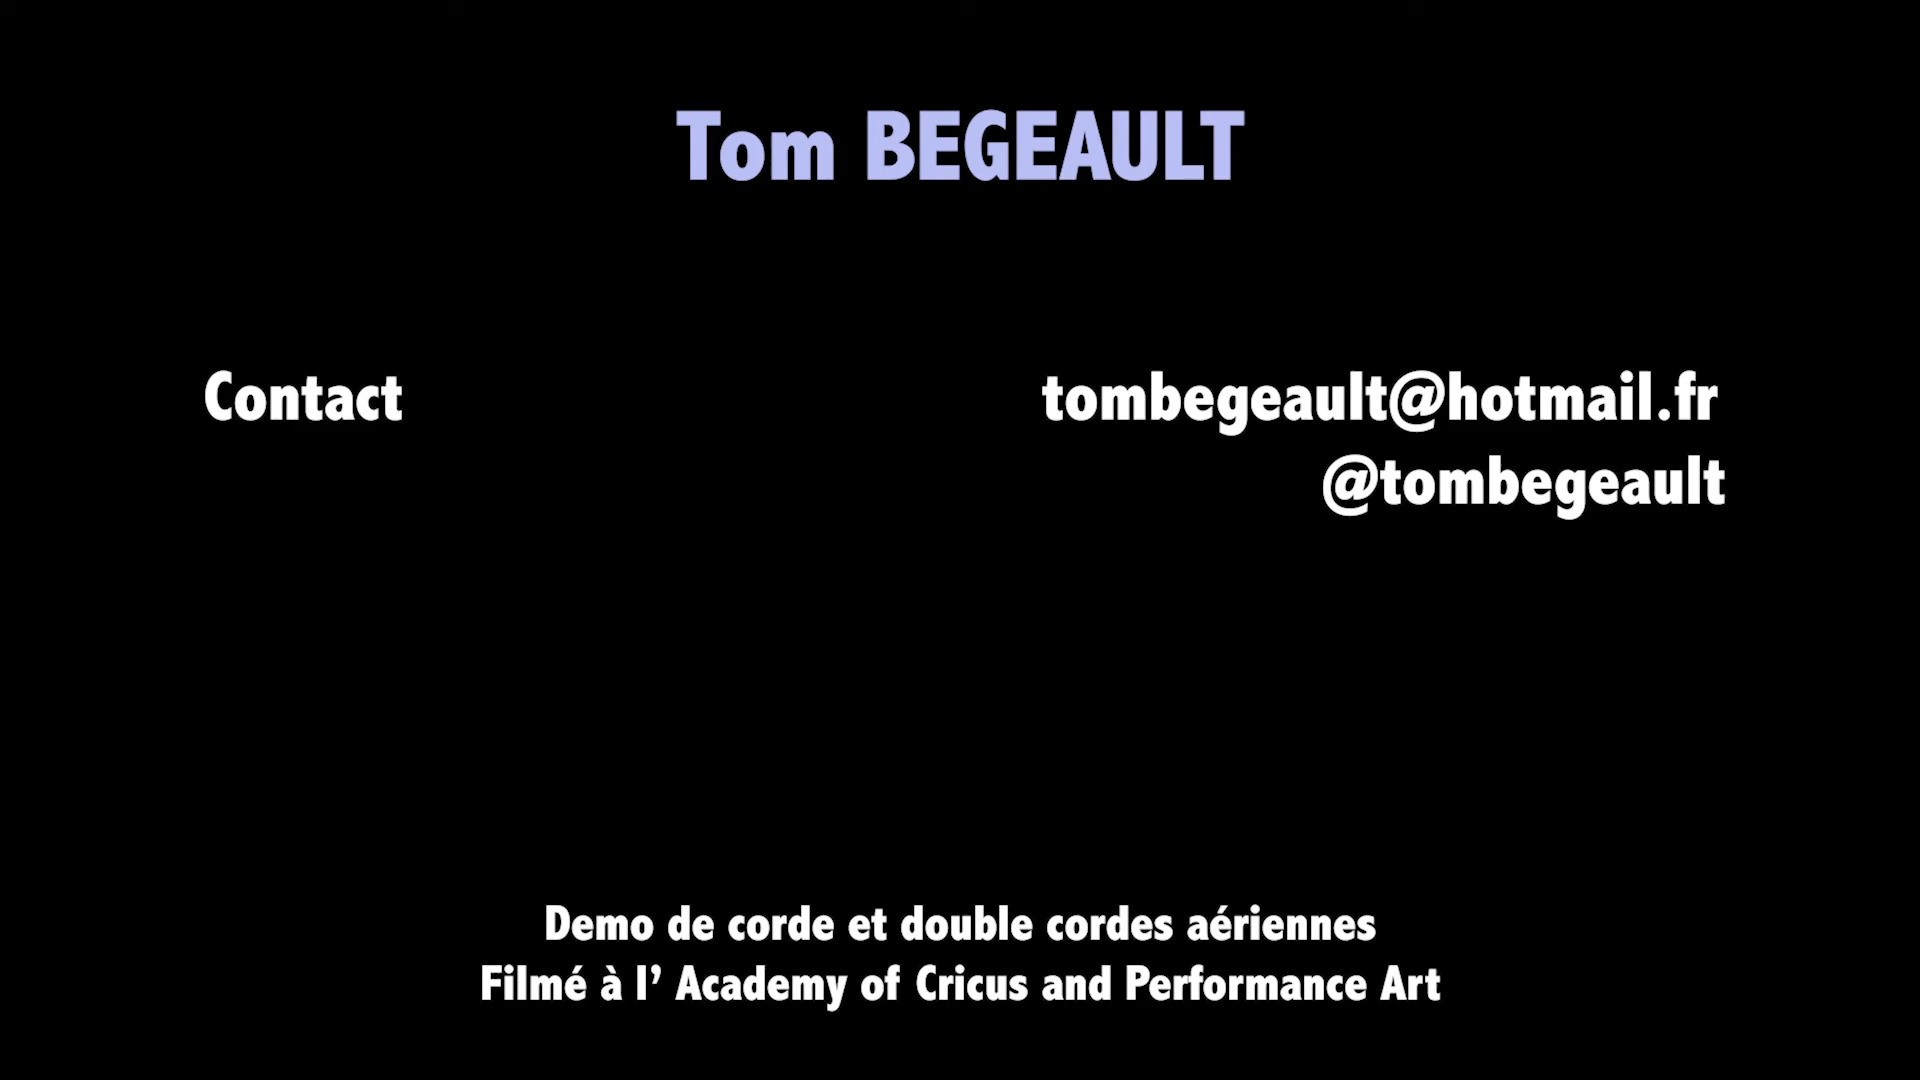 Tom BEGEAULT
Contact
tombegeault@hotmail.fr
@tombegeault
Demo de corde et double cordes aériennes
Filmé à l’ Academy of Cricus and Performance Art